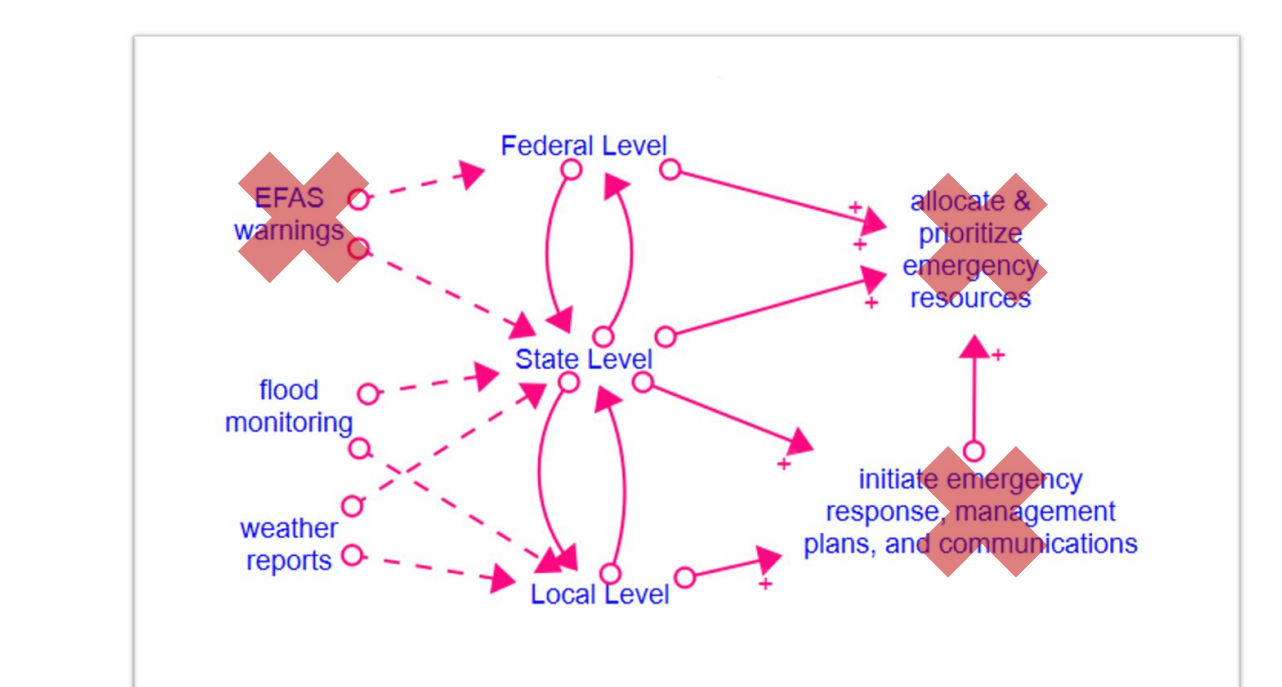 Federal Level
EFAS
warnings
allocate &
prioritize
emergency
resources
+
+
+
State Level
+
flood
monitoring
+
initiate emergency
response, management
plans, and communications
weather
reports
+
Local Level